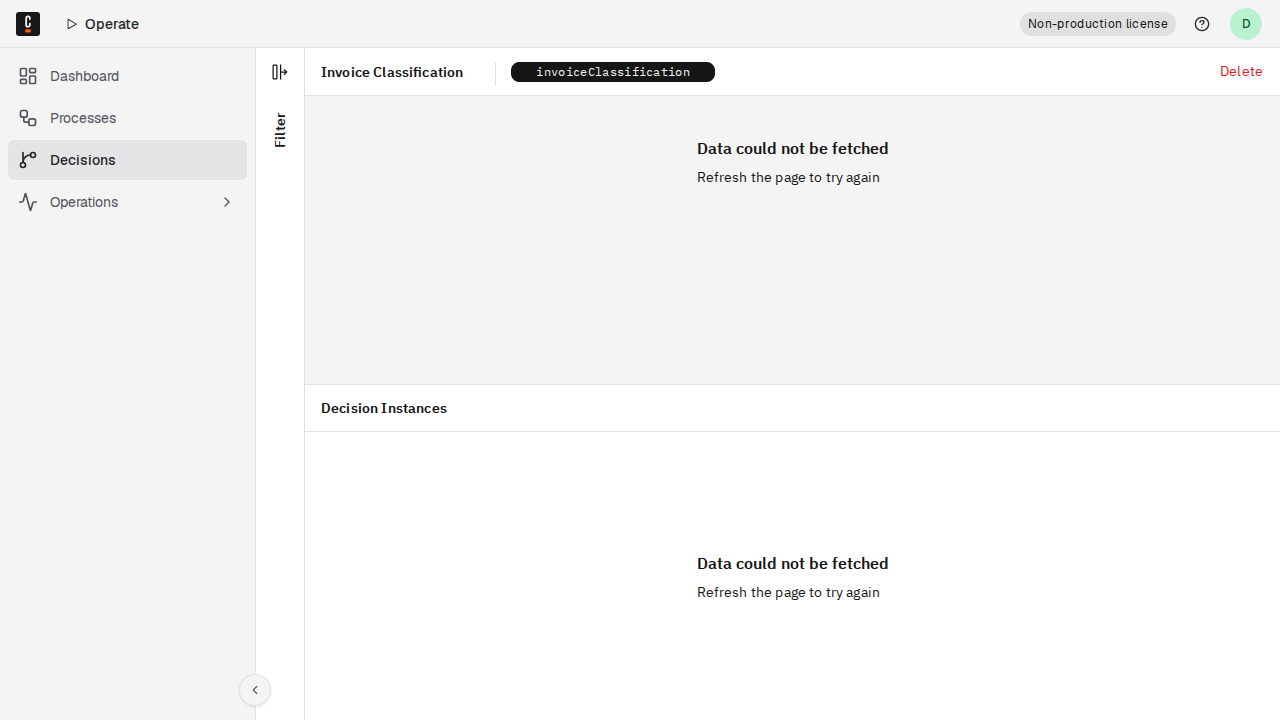 Operate
Non-production license
D
Dashboard
Processes
Decisions
Operations
Filter
Invoice Classification
invoiceClassification
Delete
Data could not be fetched
Refresh the page to try again
Decision Instances
Data could not be fetched
Refresh the page to try again